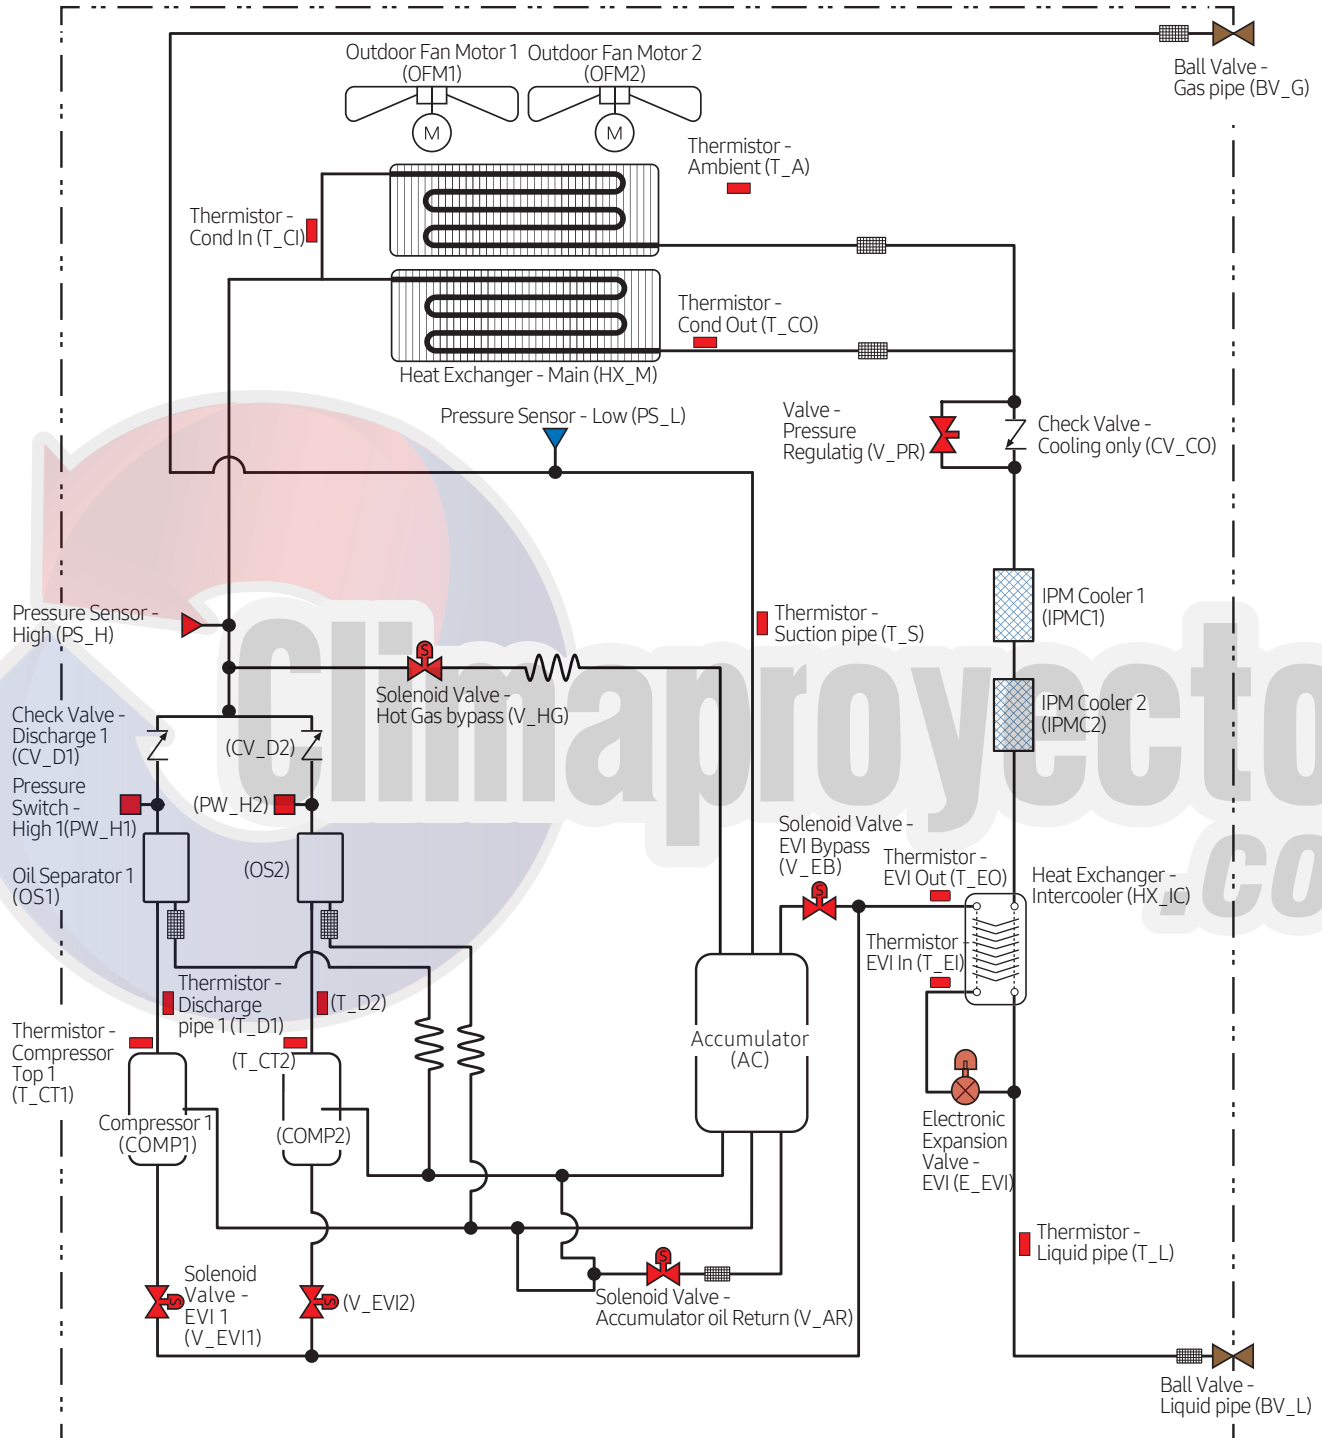 Outdoor Fan Motor 1
(OFM1)
Outdoor Fan Motor 2
(OFM2)
M
M
Ball Valve -
Gas pipe (BV_G)
Thermistor -
Ambient (T_A)
Thermistor -
Cond In (T_CI)
Thermistor -
Cond Out (T_CO)
Heat Exchanger - Main (HX_M)
Pressure Sensor - Low (PS_L)
Valve -
Pressure
Regulatig (V_PR)
Check Valve -
Cooling only (CV_CO)
IPM Cooler 1
(IPMC1)
Pressure Sensor -
High (PS_H)
Thermistor -
Suction pipe (T_S)
S
Solenoid Valve -
Hot Gas bypass (V_HG)
IPM Cooler 2
(IPMC2)
Climaproyecto
.co
Check Valve -
Discharge 1
(CV_D1)
(CV_D2)
Pressure
Switch -
High 1(PW_H1)
(PW_H2)
Solenoid Valve -
EVI Bypass
(V_EB)
S
Thermistor -
EVI Out (T_EO)
Heat Exchanger -
Intercooler (HX_IC)
Oil Separator 1
(OS1)
(OS2)
Thermistor -
EVI In (T_EI)
Thermistor -
Discharge
pipe 1 (T_D1)
(T_D2)
Thermistor -
Compressor
Top 1
(T_CT1)
(T_CT2)
Accumulator
(AC)
Compressor 1
(COMP1)
(COMP2)
Electronic
Expansion
Valve -
EVI (E_EVI)
Thermistor -
Liquid pipe (T_L)
S
Solenoid Valve -
Accumulator oil Return (V_AR)
Solenoid
Valve -
EVI 1
(V_EVI1)
S
S
(V_EVI2)
Ball Valve -
Liquid pipe (BV_L)